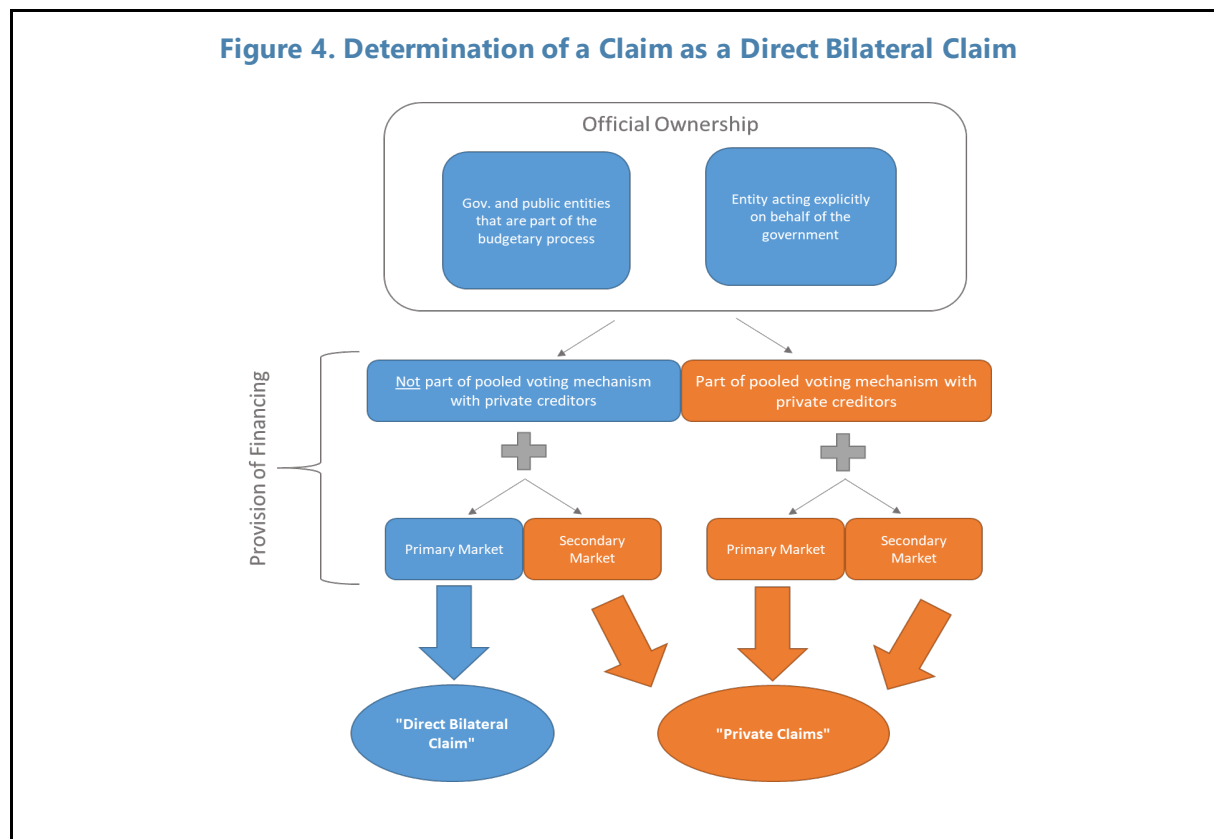 Figure 4. Determination of a Claim as a Direct Bilateral Claim
Official Ownership
Gov. and public entities
that are part of the
budgetary process
Entity acting explicitly
on behalf of the
government
Provision of Financing
Not part of pooled voting mechanism
with private creditors
Part of pooled voting mechanism with
private creditors
Primary Market
Secondary
Market
Primary Market
Secondary
Market
"Direct Bilateral
Claim"
"Private Claims"